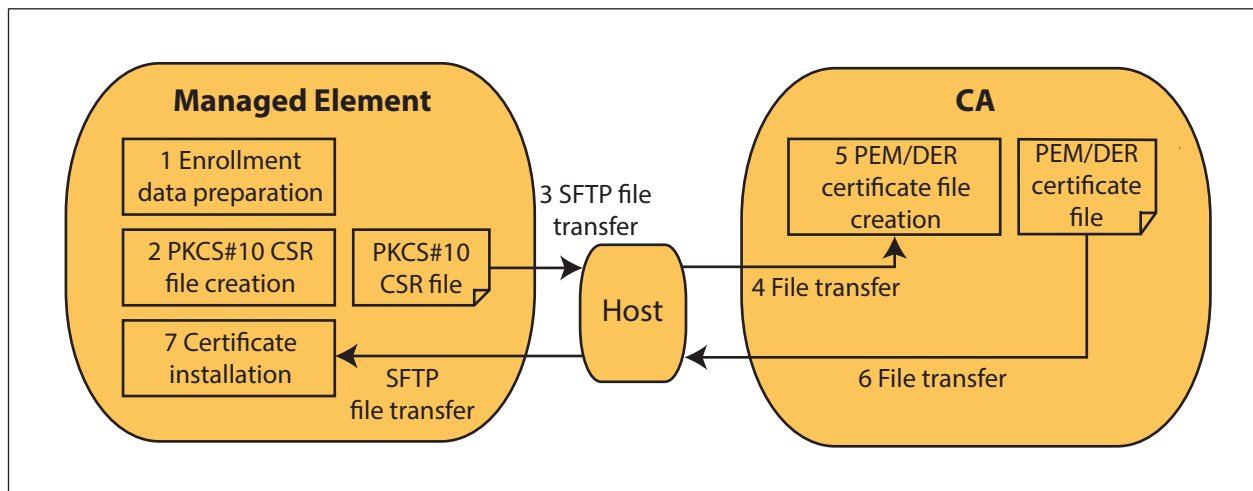 Managed Element
1 Enrollment
data preparation
2 PKCS#10 CSR
file creation
PKCS#10
CSR file
7 Certificate
installation
3 SFTP file
transfer
Host
SFTP
file transfer
CA
5 PEM/DER
certificate file
creation
PEM/DER
certificate
file
4 File transfer
6 File transfer